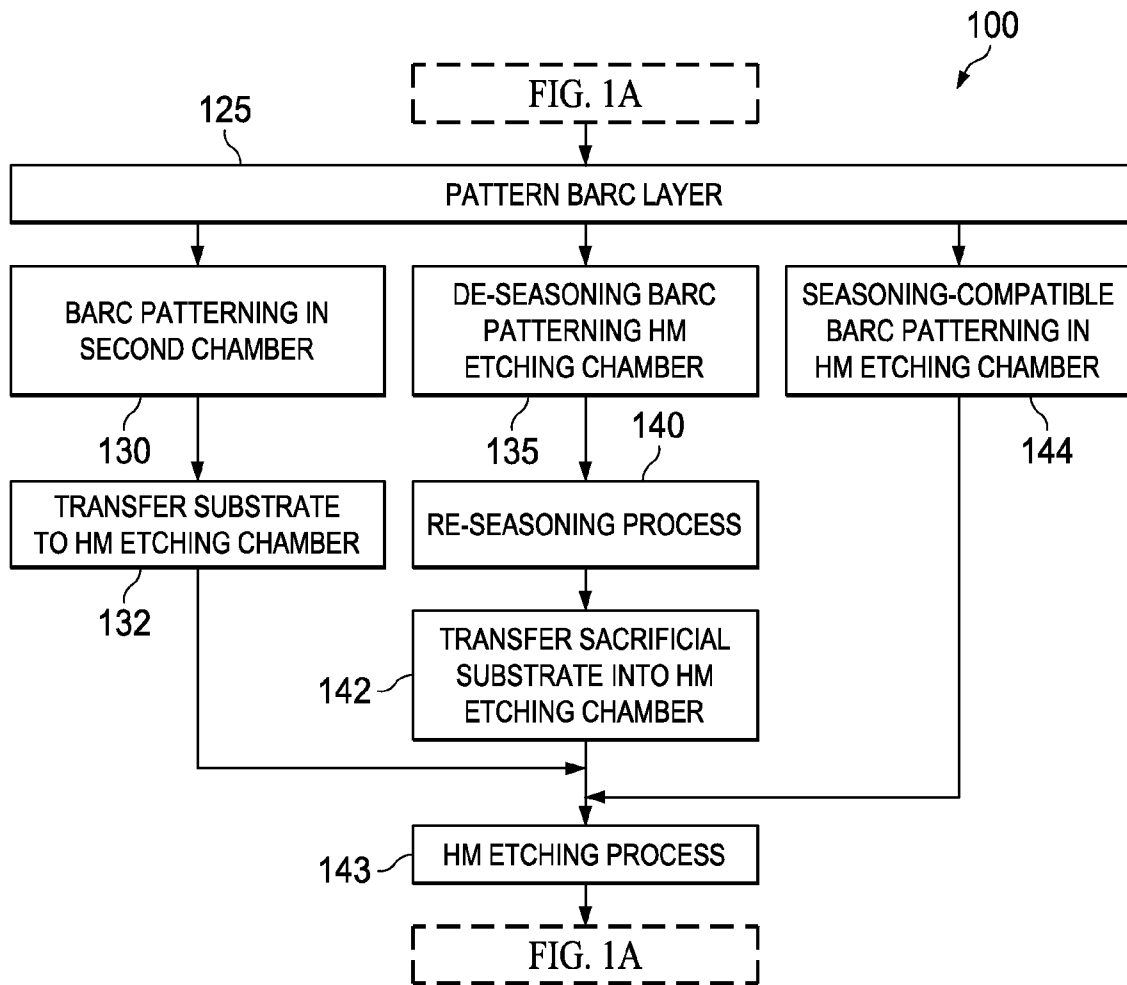 100
FIG. 1A
125
PATTERN BARC LAYER
BARC PATTERNING IN
SECOND CHAMBER
130
DE-SEASONING BARC
PATTERNING HM
ETCHING CHAMBER
135
SEASONING-COMPATIBLE
BARC PATTERNING IN
HM ETCHING CHAMBER
144
TRANSFER SUBSTRATE
TO HM ETCHING CHAMBER
132
140
RE-SEASONING PROCESS
142
TRANSFER SACRIFICIAL
SUBSTRATE INTO HM
ETCHING CHAMBER
143
HM ETCHING PROCESS
FIG. 1A